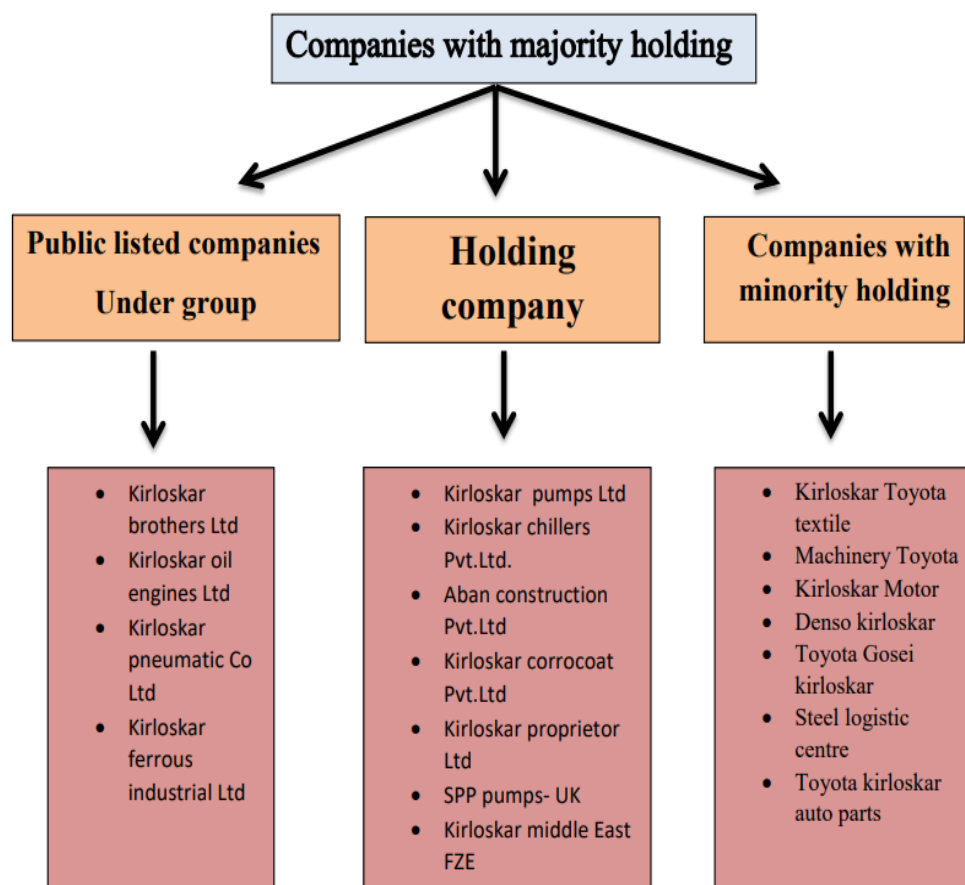 Companies with majority holding
Public listed companies
Under group
Holding
company
Companies with
minority holding
• Kirloskar
brothers Ltd
• Kirloskar oil
engines Ltd
• Kirloskar
pneumatic Co
Ltd
• Kirloskar
ferrous
industrial Ltd
• Kirloskar pumps Ltd
• Kirloskar chillers
Pvt.Ltd.
• Aban construction
Pvt.Ltd
• Kirloskar corrocoat
Pvt.Ltd
• Kirloskar proprietor
Ltd
• SPP pumps- UK
• Kirloskar middle East
FZE
• Kirloskar Toyota
textile
• Machinery Toyota
• Kirloskar Motor
• Denso kirloskar
• Toyota Gosei
kirloskar
• Steel logistic
centre
• Toyota kirloskar
auto parts